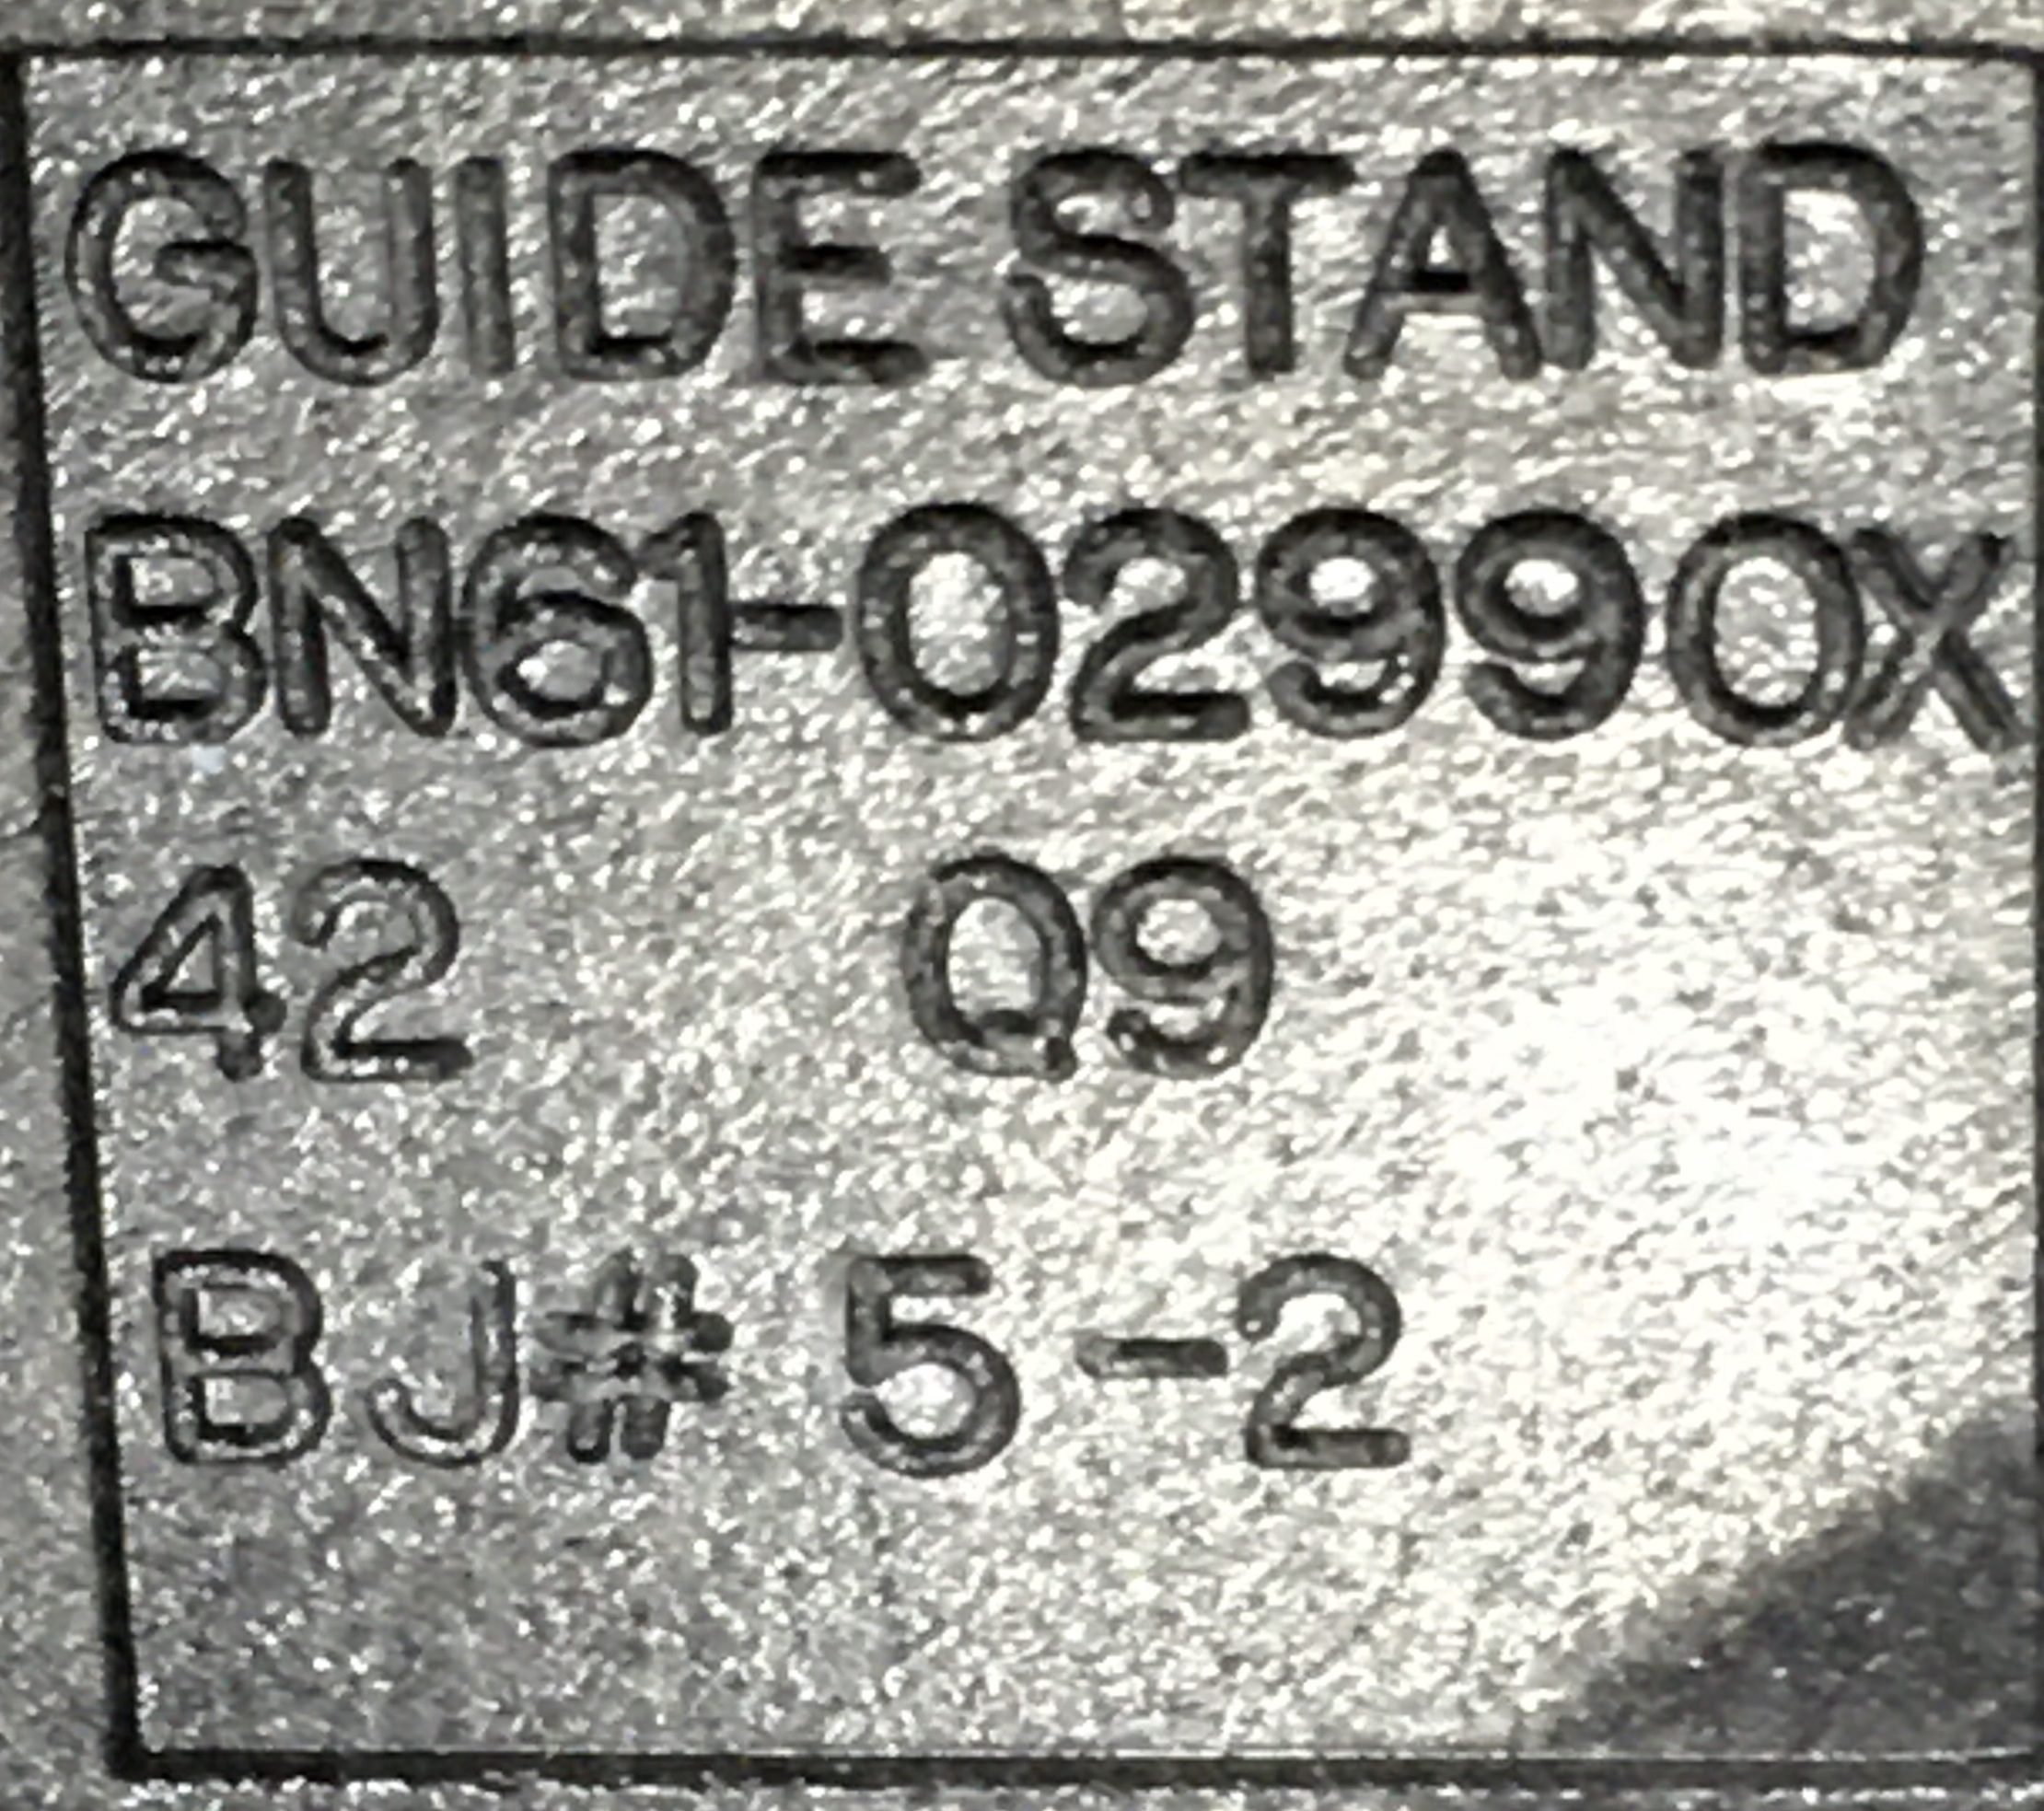 GUIDE STAND
BN61-02990X
42 Q9
BJ# 5-2